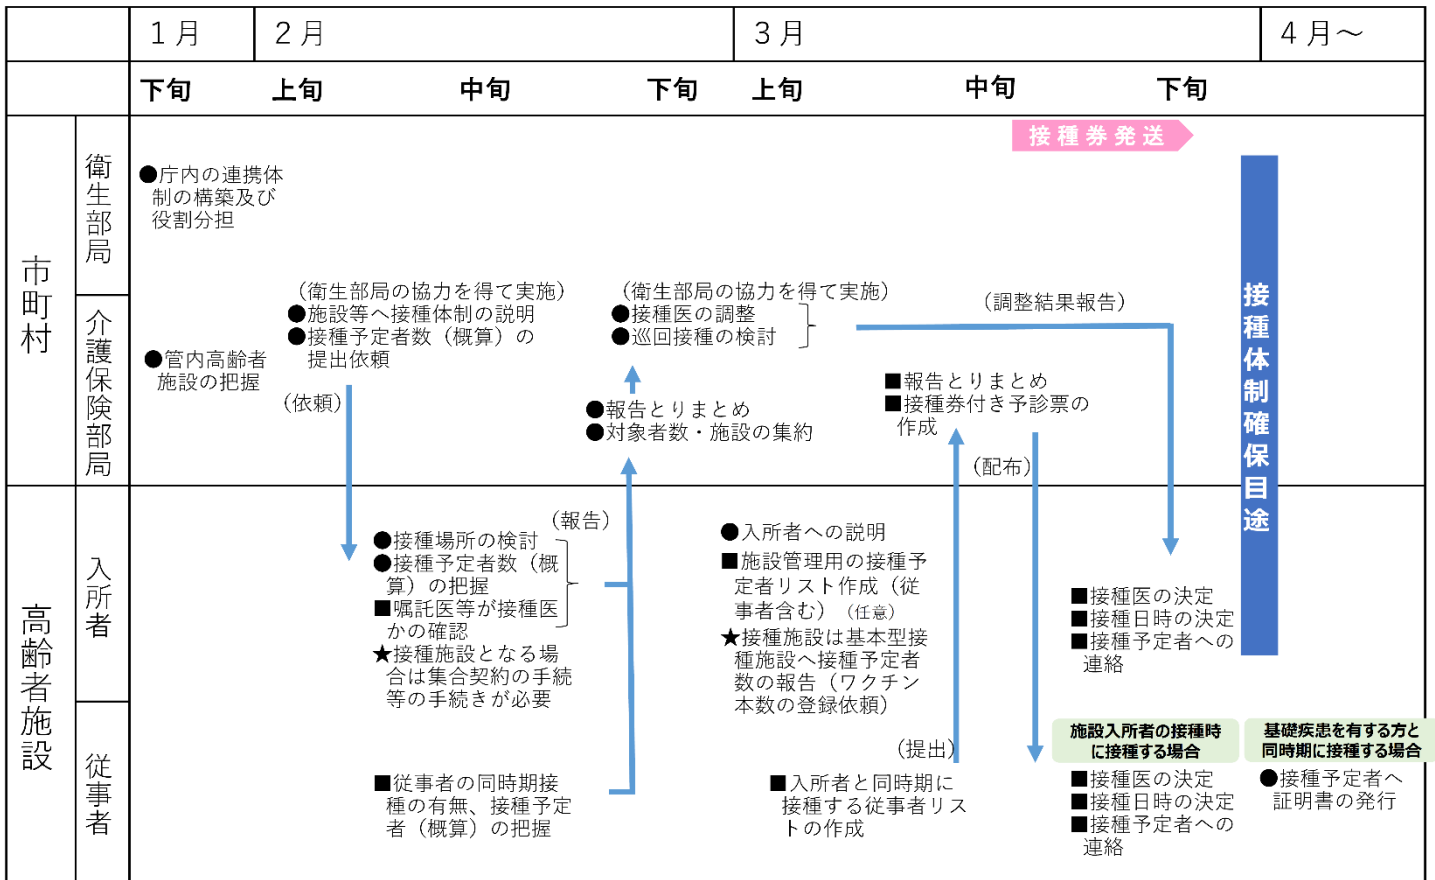 1月
2月
3月
4月～
下旬
上旬
中旬
下旬
上旬
中旬
下旬
市町村
衛生部局
●庁内の連携体
制の構築及び
役割分担
接種券発送
介護保険部局
●管内高齢者
施設の把握
(衛生部局の協力を得て実施)
●施設等へ接種体制の説明
●接種予定者数（概算）の
提出依頼
(依頼)
(衛生部局の協力を得て実施)
●接種医の調整
●巡回接種の検討
●報告とりまとめ
●対象者数・施設の集約
(調整結果報告)
■報告とりまとめ
■接種券付き予診票の
作成
(配布)
接種体制確保目途
高齢者施設
入所者
(報告)
●接種場所の検討
●接種予定者数（概
算）の把握
■嘱託医等が接種医
かの確認
★接種施設となる場
合は集合契約の手続
等の手続きが必要
●入所者への説明
■施設管理用の接種予
定者リスト作成（従
事者含む）（任意）
★接種施設は基本型接
種施設へ接種予定者
数の報告（ワクチン
本数の登録依頼）
■接種医の決定
■接種日時の決定
■接種予定者への
連絡
従事者
■従事者の同時期接
種の有無、接種予定
者（概算）の把握
(提出)
■入所者と同時期に
接種する従事者リス
トの作成
施設入所者の接種時
に接種する場合
■接種医の決定
■接種日時の決定
■接種予定者への
連絡
基礎疾患を有する方と
同時期に接種する場合
●接種予定者へ
証明書の発行